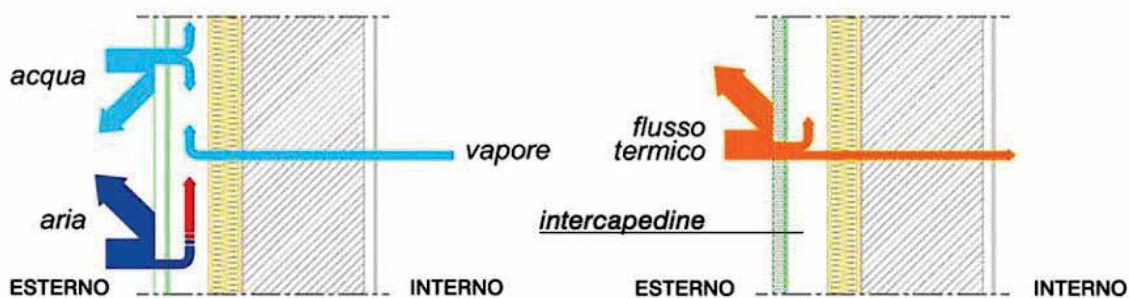 acqua
vapore
aria
ESTERNO
INTERNO
flusso
termico
intercapedine
ESTERNO
INTERNO